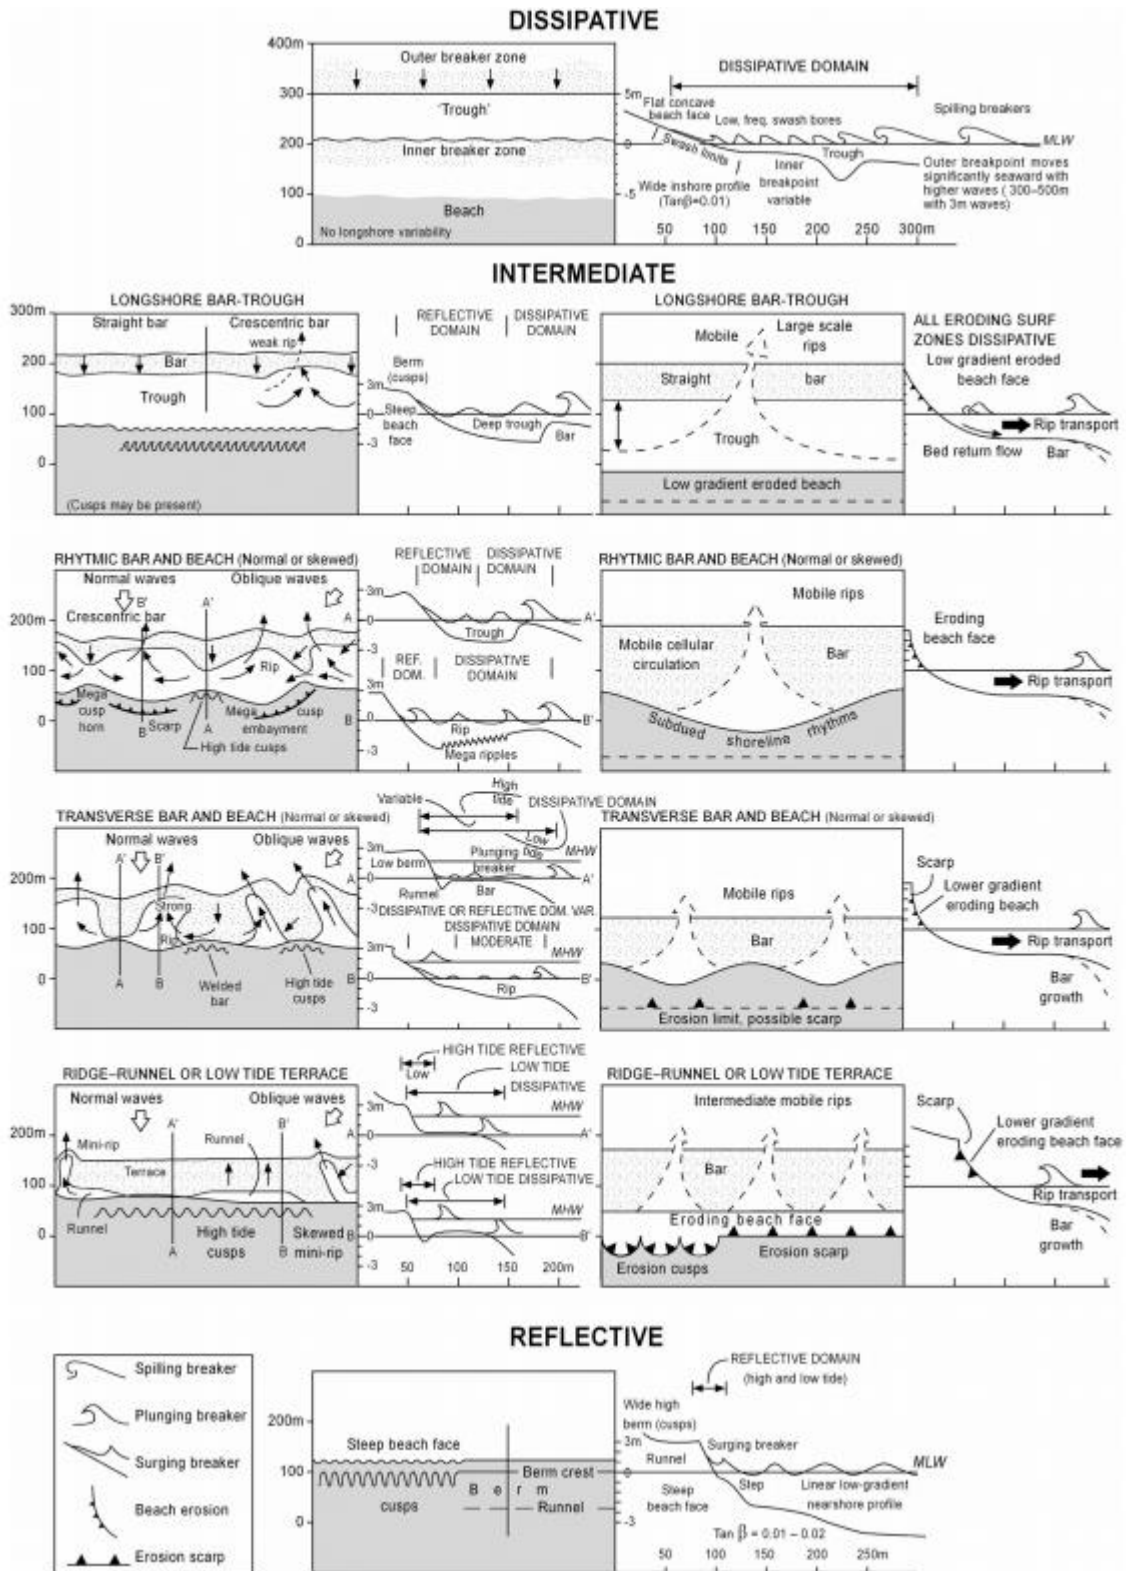 DISSIPATIVE
400m
300
200
100
0
Outer breaker zone
'Trough'
Inner breaker zone
Beach
No longshore variability
DISSIPATIVE DOMAIN
5m
0
-5
Flat concave
beach face
Low, freq. swash bores
Spilling breakers
MLW
Swash limits
Trough
Wide inshore profile
(Tanβ=0.01)
Inner
breakpoint
variable
Outer breakpoint moves
significantly seaward with
higher waves ( 300–500m
with 3m waves)
50 100 150 200 250 300m
INTERMEDIATE
LONGSHORE BAR-TROUGH
300m
200
100
0
Straight bar
Crescentric bar
weak rip
Bar
Trough
(Cusps may be present)
REFLECTIVE
DOMAIN
DISSIPATIVE
DOMAIN
Berm
(cusps)
3m
0
-3
Steep
beach
face
Deep trough
Bar
LONGSHORE BAR-TROUGH
Mobile
Large scale
rips
Straight
bar
Trough
Low gradient eroded beach
ALL ERODING SURF
ZONES DISSIPATIVE
Low gradient eroded
beach face
Rip transport
Bed return flow
Bar
RHYTMIC BAR AND BEACH (Normal or skewed)
Normal waves
Oblique waves
200m
100
0
B'
A'
Crescentric bar
Rip
Mega
cusp
horn
Scarp
Mega
cusp
embayment
B
A
High tide cusps
REFLECTIVE
DOMAIN
DISSIPATIVE
DOMAIN
3m
A
0
A'
-3
Trough
REF.
DOM.
DISSIPATIVE
DOMAIN
3m
B
0
B'
-3
Rip
Mega ripples
RHYTMIC BAR AND BEACH (Normal or skewed)
Mobile rips
Mobile cellular
circulation
Bar
Subdued shoreline rhythms
Eroding
beach face
Rip transport
TRANSVERSE BAR AND BEACH (Normal or skewed)
Normal waves
Oblique waves
A'
B'
200m
100
0
Strong
Rip
A
B
Welded
bar
High tide
cusps
Variable
High
tide
DISSIPATIVE DOMAIN
Low
tide
3m
Low berm
Plunging
breaker
MHW
A
0
A'
-3
Runnel
Bar
DISSIPATIVE OR REFLECTIVE DOM. VAR.
DISSIPATIVE DOMAIN
MODERATE
3m
MHW
B
0
B'
-3
Rip
TRANSVERSE BAR AND BEACH (Normal or skewed)
Mobile rips
Bar
Erosion limit, possible scarp
Scarp
Lower gradient
eroding beach
Rip transport
Bar
growth
RIDGE–RUNNEL OR LOW TIDE TERRACE
Normal waves
Oblique waves
A'
B'
200m
100
0
Mini-rip
Runnel
Terrace
Runnel
A
High tide
cusps
B
Skewed
mini-rip
HIGH TIDE REFLECTIVE
Low
LOW TIDE
DISSIPATIVE
3m
MHW
A
0
A'
-3
HIGH TIDE REFLECTIVE
LOW TIDE DISSIPATIVE
3m
MHW
B
0
B'
-3
50 100 150 200m
RIDGE–RUNNEL OR LOW TIDE TERRACE
Intermediate mobile rips
Bar
Eroding beach face
Erosion scarp
Erosion cusps
Scarp
Lower gradient
eroding beach face
Rip transport
Bar
growth
REFLECTIVE
Spilling breaker
Plunging breaker
Surging breaker
Beach erosion
Erosion scarp
200m
100
0
Steep beach face
Berm crest
cusps
Berm
Runnel
REFLECTIVE DOMAIN
(high and low tide)
Wide high
berm (cusps)
3m
0
-3
Surging breaker
Runnel
MLW
Steep
beach face
Step
Linear low-gradient
nearshore profile
Tan β = 0.01 – 0.02
50 100 150 200 250m